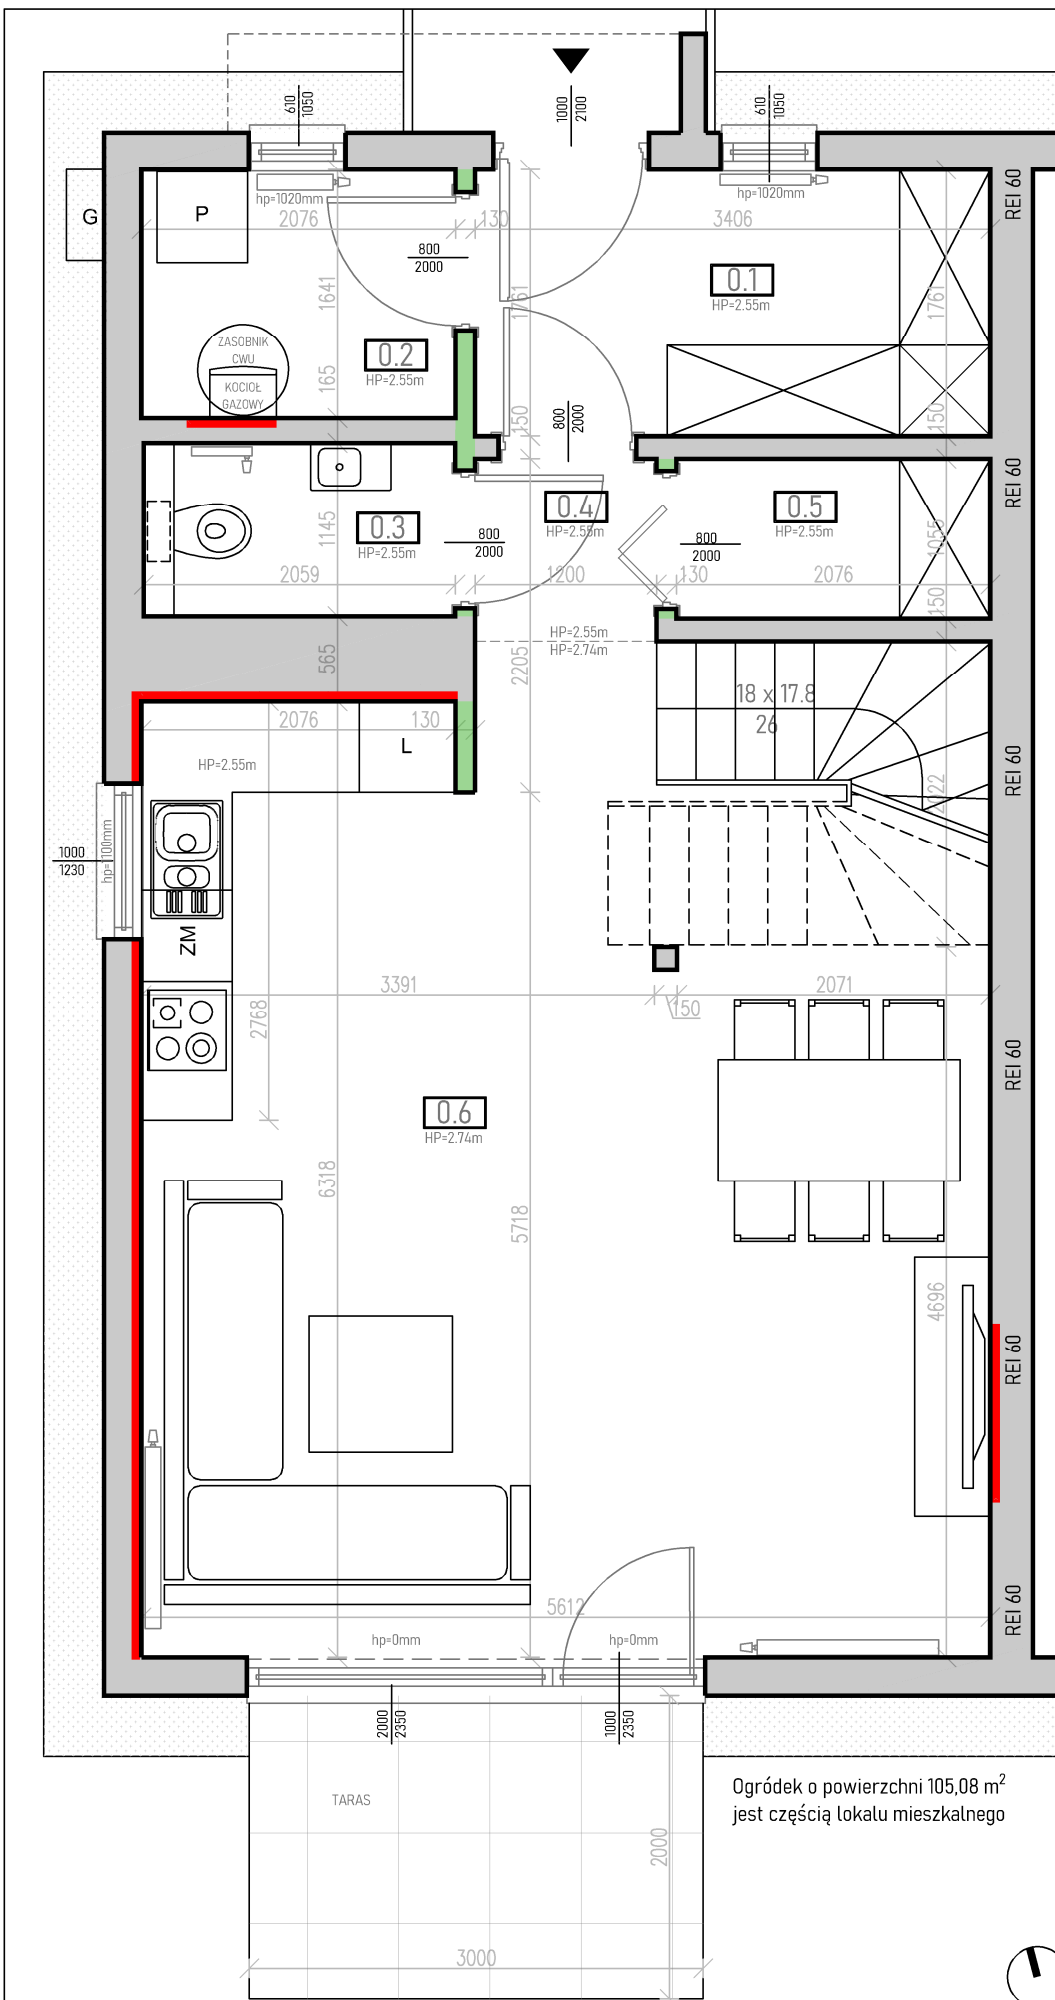 610
1050
1000
2100
610
1050
REI 60
G
P
hp=1020mm
hp=1020mm
2076
130
3406
800
2000
0.1
HP=2.55m
1641
1761
1761
ZASOBNIK
CWU
KOCIOŁ
GAZOWY
0.2
HP=2.55m
165
150
800
2000
150
REI 60
0.3
HP=2.55m
1145
0.4
HP=2.55m
0.5
HP=2.55m
800
2000
800
2000
1055
2059
1200
130
2076
150
HP=2.55m
HP=2.74m
565
2205
18 x 17.8
26
2076
130
L
HP=2.55m
REI 60
2022
1000
1230
hp=1100mm
ZM
3391
150
2071
2768
REI 60
0.6
HP=2.74m
6318
5718
4696
REI 60
5612
REI 60
hp=0mm
hp=0mm
2000
2350
1000
2350
TARAS
Ogródek o powierzchni 105,08 m²
jest częścią lokalu mieszkalnego
2000
3000